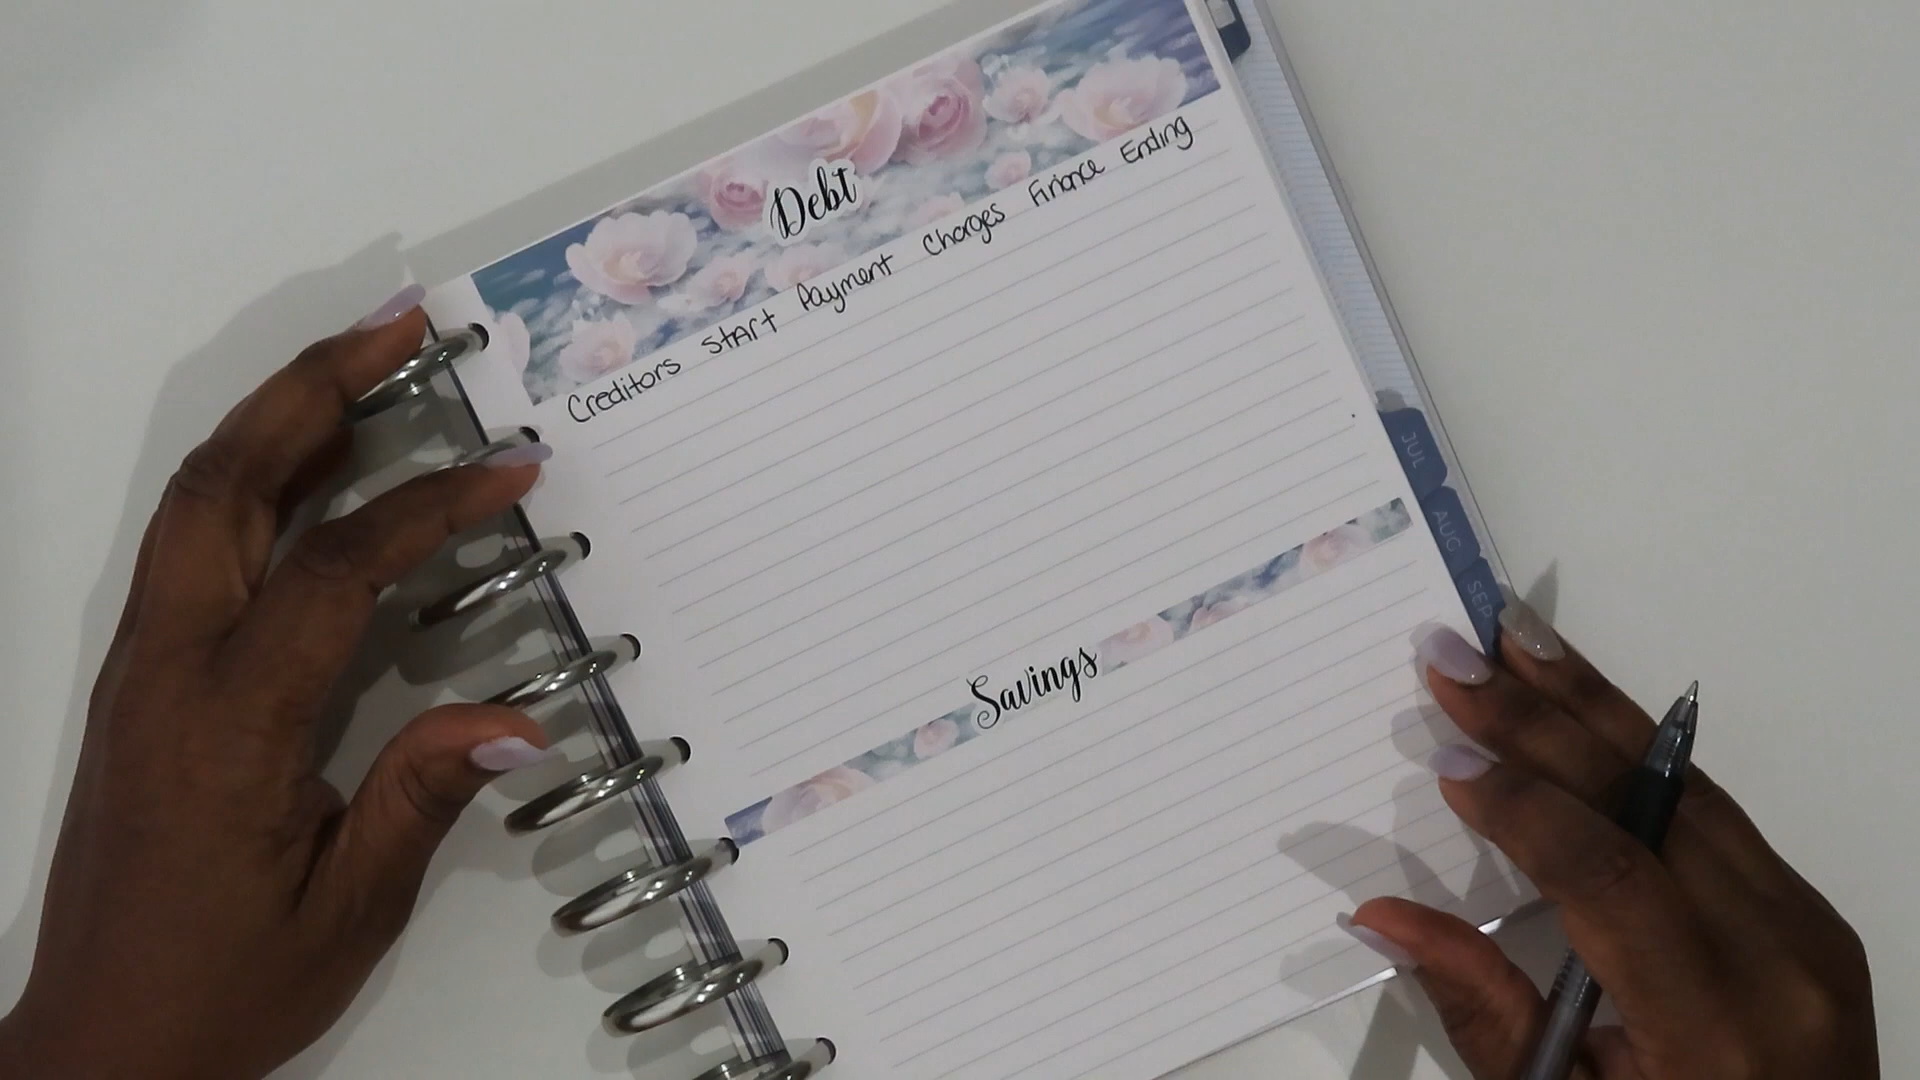 Debt
Creditors Start Payment Charges Finance Ending
Savings
JUL
AUG
SEP